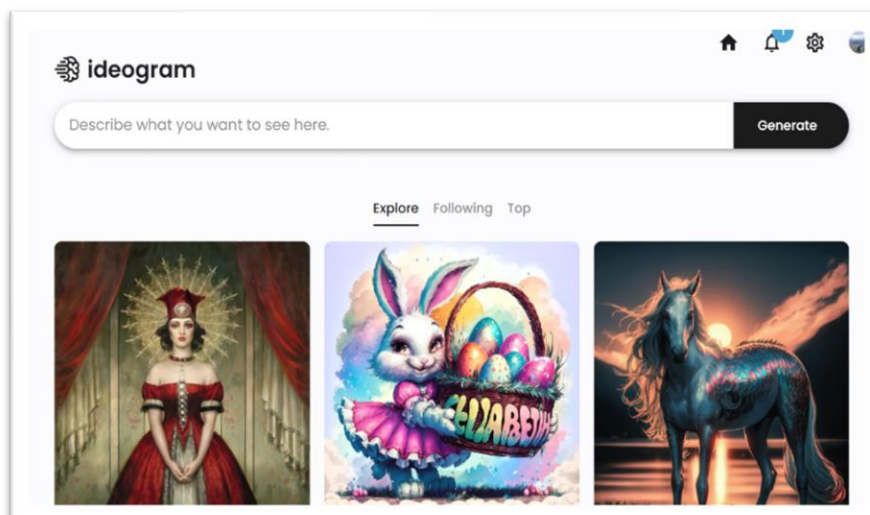 ideogram
Describe what you want to see here.
Generate
Explore Following Top
ELIZABETH